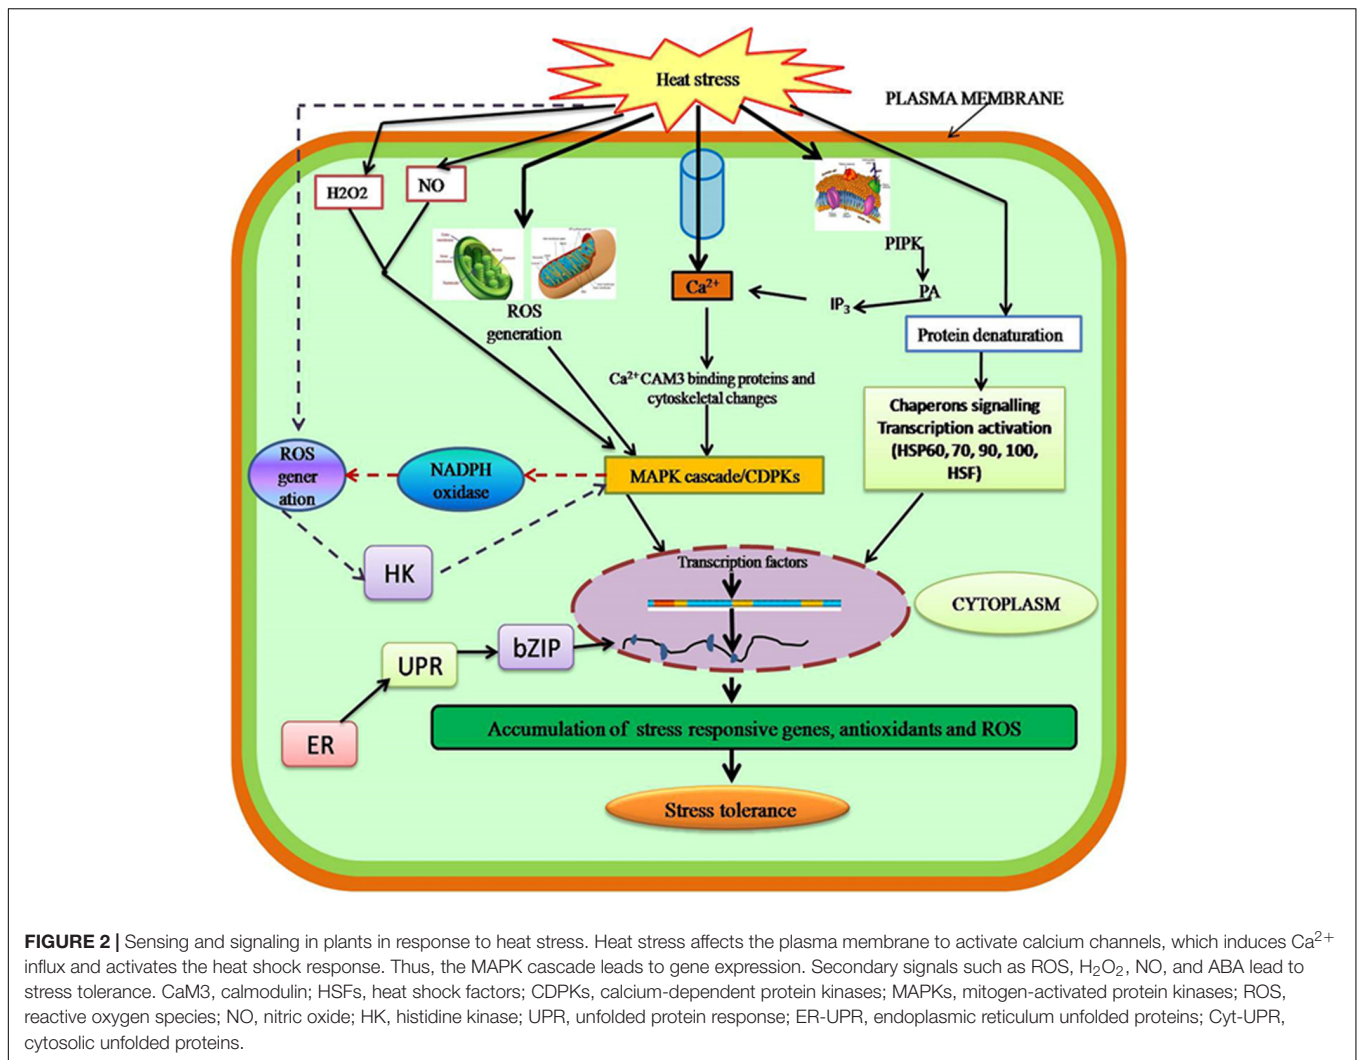 Heat stress
PLASMA MEMBRANE
H2O2
NO
PIPK
PA
IP₃
Ca²⁺
ROS
generation
Protein denaturation
Ca²⁺ CAM3 binding proteins and
cytoskeletal changes
Chaperons signalling
Transcription activation
(HSP60, 70, 90, 100,
HSF)
ROS
gener
ation
NADPH
oxidase
MAPK cascade/CDPKs
HK
Transcription factors
CYTOPLASM
bZIP
UPR
ER
Accumulation of stress responsive genes, antioxidants and ROS
Stress tolerance
FIGURE 2 | Sensing and signaling in plants in response to heat stress. Heat stress affects the plasma membrane to activate calcium channels, which induces Ca²⁺
influx and activates the heat shock response. Thus, the MAPK cascade leads to gene expression. Secondary signals such as ROS, H₂O₂, NO, and ABA lead to
stress tolerance. CaM3, calmodulin; HSFs, heat shock factors; CDPKs, calcium-dependent protein kinases; MAPKs, mitogen-activated protein kinases; ROS,
reactive oxygen species; NO, nitric oxide; HK, histidine kinase; UPR, unfolded protein response; ER-UPR, endoplasmic reticulum unfolded proteins; Cyt-UPR,
cytosolic unfolded proteins.